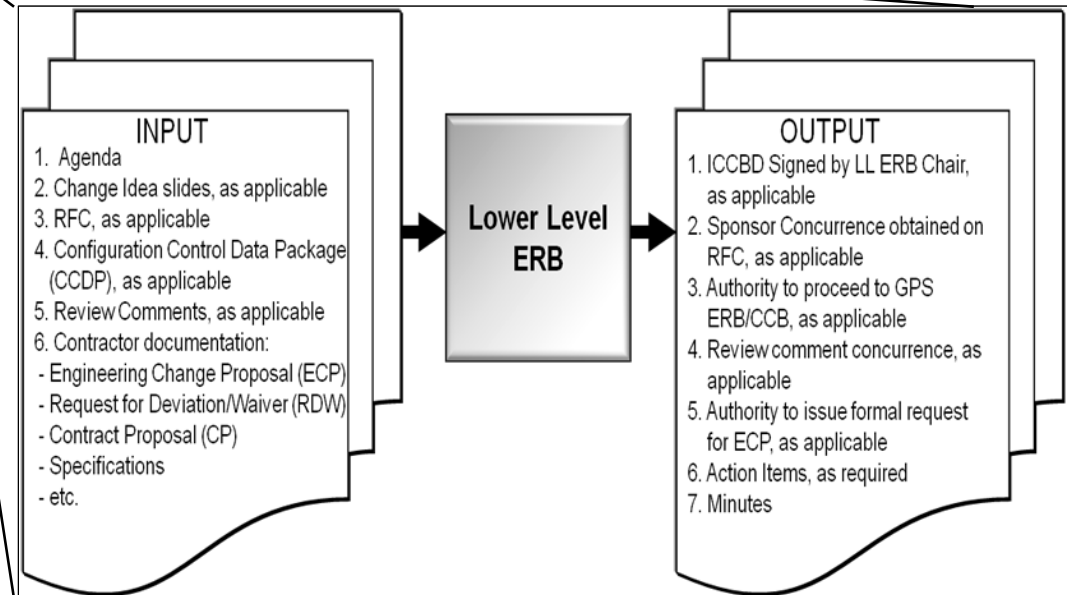 INPUT
1. Agenda
2. Change Idea slides, as applicable
3. RFC, as applicable
4. Configuration Control Data Package
(CCDP), as applicable
5. Review Comments, as applicable
6. Contractor documentation:
- Engineering Change Proposal (ECP)
- Request for Deviation/Waiver (RDW)
- Contract Proposal (CP)
- Specifications
- etc.
Lower Level
ERB
OUTPUT
1. ICCBD Signed by LL ERB Chair,
as applicable
2. Sponsor Concurrence obtained on
RFC, as applicable
3. Authority to proceed to GPS
ERB/CCB, as applicable
4. Review comment concurrence, as
applicable
5. Authority to issue formal request
for ECP, as applicable
6. Action Items, as required
7. Minutes